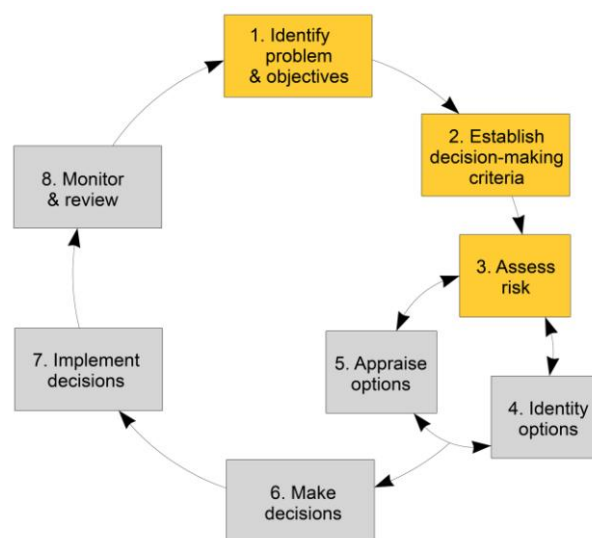 1. Identify
problem
& objectives
2. Establish
decision-making
criteria
3. Assess
risk
4. Identity
options
5. Appraise
options
6. Make
decisions
7. Implement
decisions
8. Monitor
& review